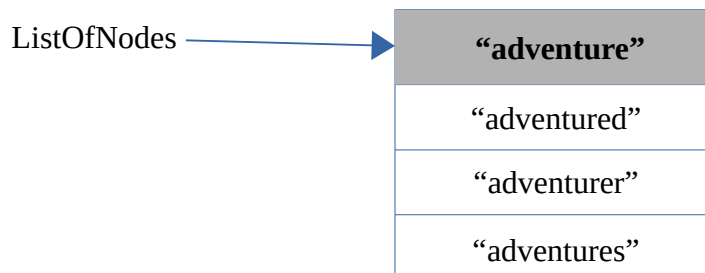 ListOfNodes
“adventure”
“adventured”
“adventurer”
“adventures”